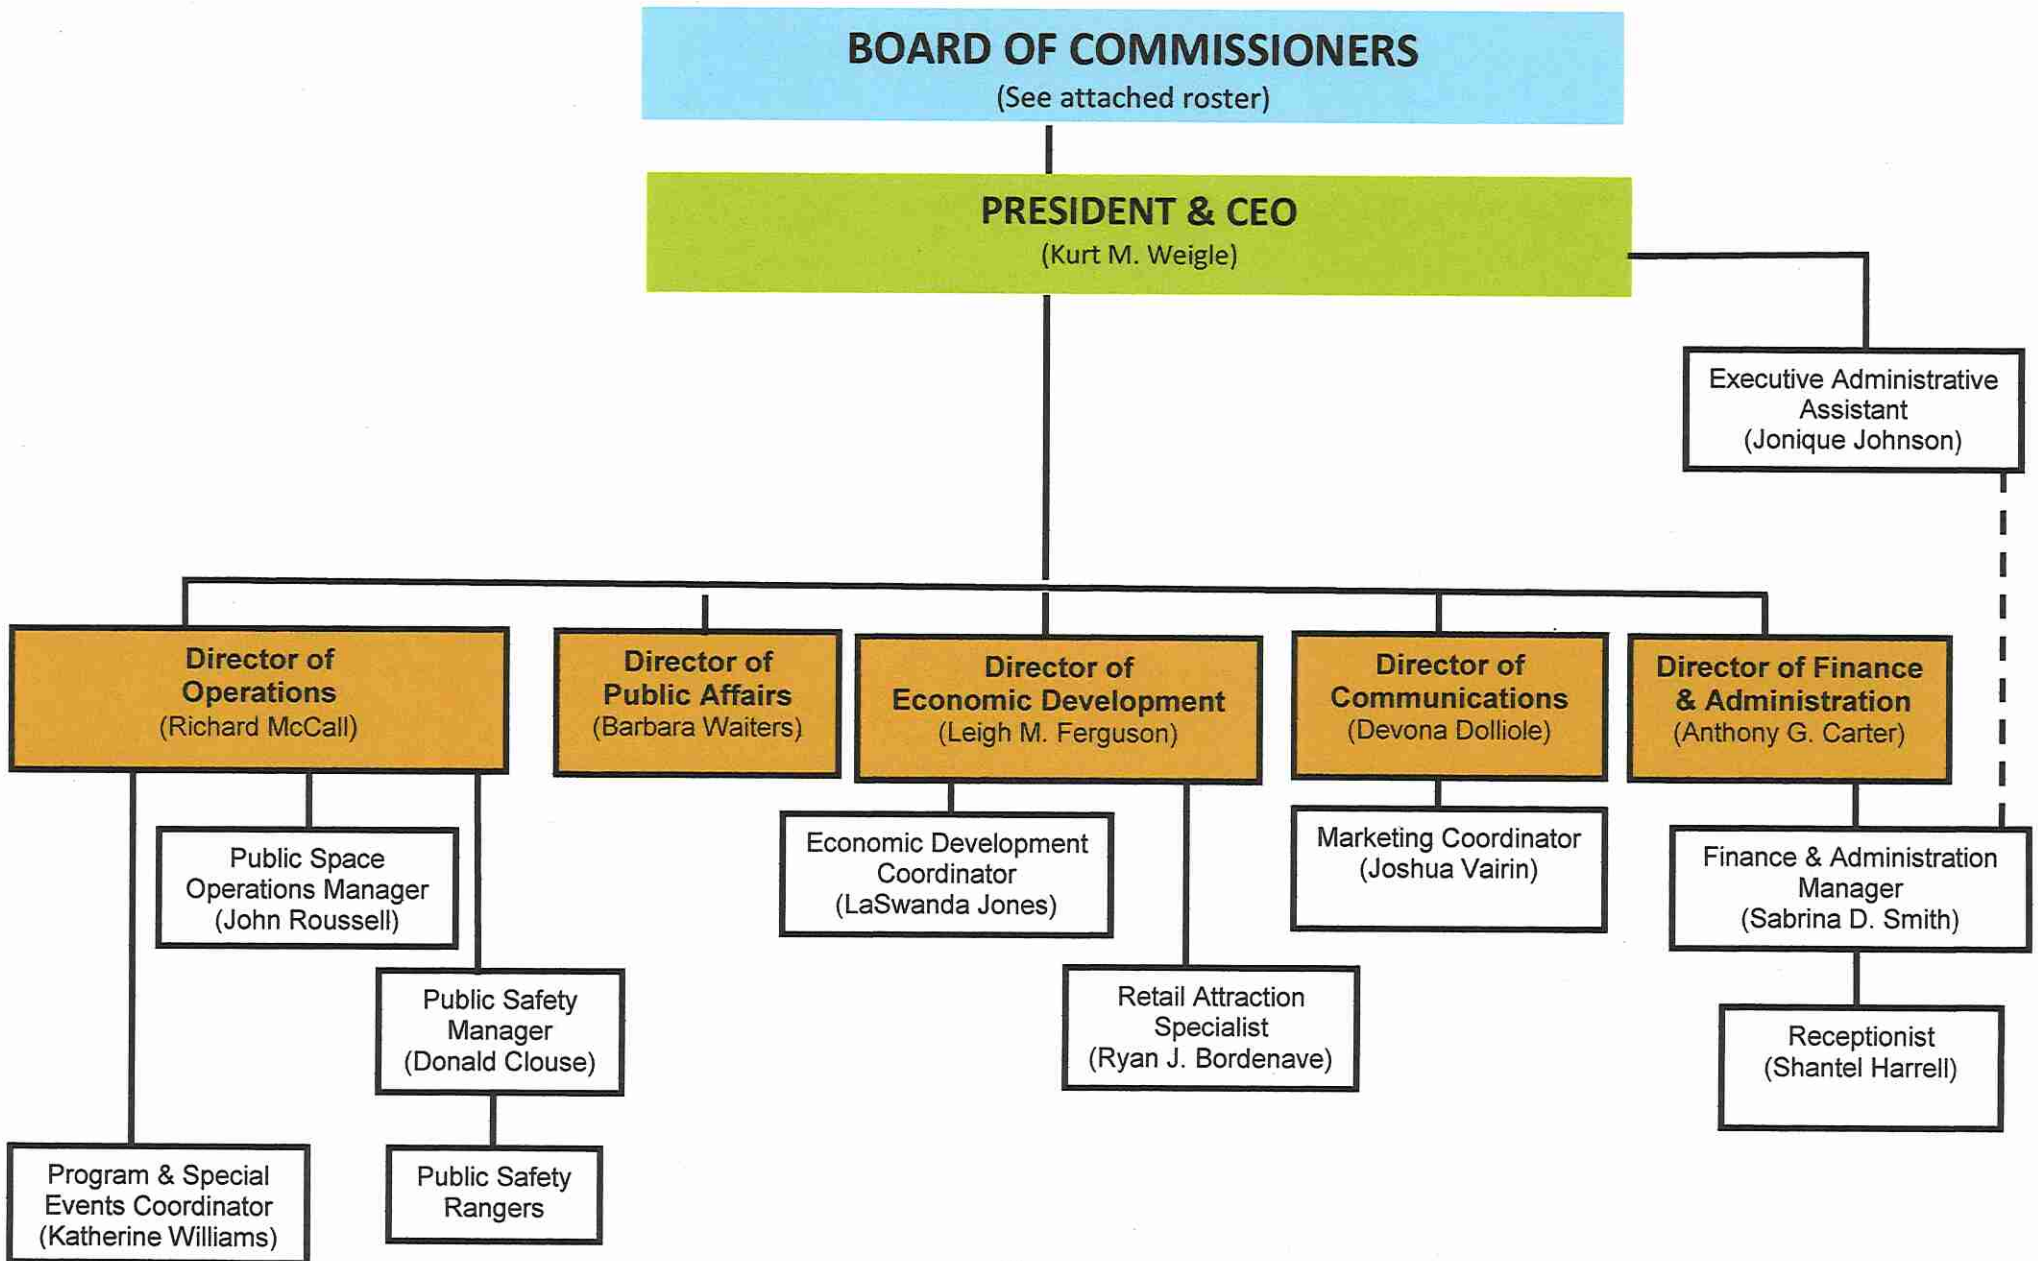 BOARD OF COMMISSIONERS
(See attached roster)
PRESIDENT & CEO
(Kurt M. Weigle)
Executive Administrative
Assistant
(Jonique Johnson)
Director of
Operations
(Richard McCall)
Director of
Public Affairs
(Barbara Waiters)
Director of
Economic Development
(Leigh M. Ferguson)
Director of
Communications
(Devona Dolliole)
Director of Finance
& Administration
(Anthony G. Carter)
Public Space
Operations Manager
(John Roussell)
Economic Development
Coordinator
(LaSwanda Jones)
Marketing Coordinator
(Joshua Vairin)
Finance & Administration
Manager
(Sabrina D. Smith)
Public Safety
Manager
(Donald Clouse)
Retail Attraction
Specialist
(Ryan J. Bordenave)
Receptionist
(Shantel Harrell)
Program & Special
Events Coordinator
(Katherine Williams)
Public Safety
Rangers